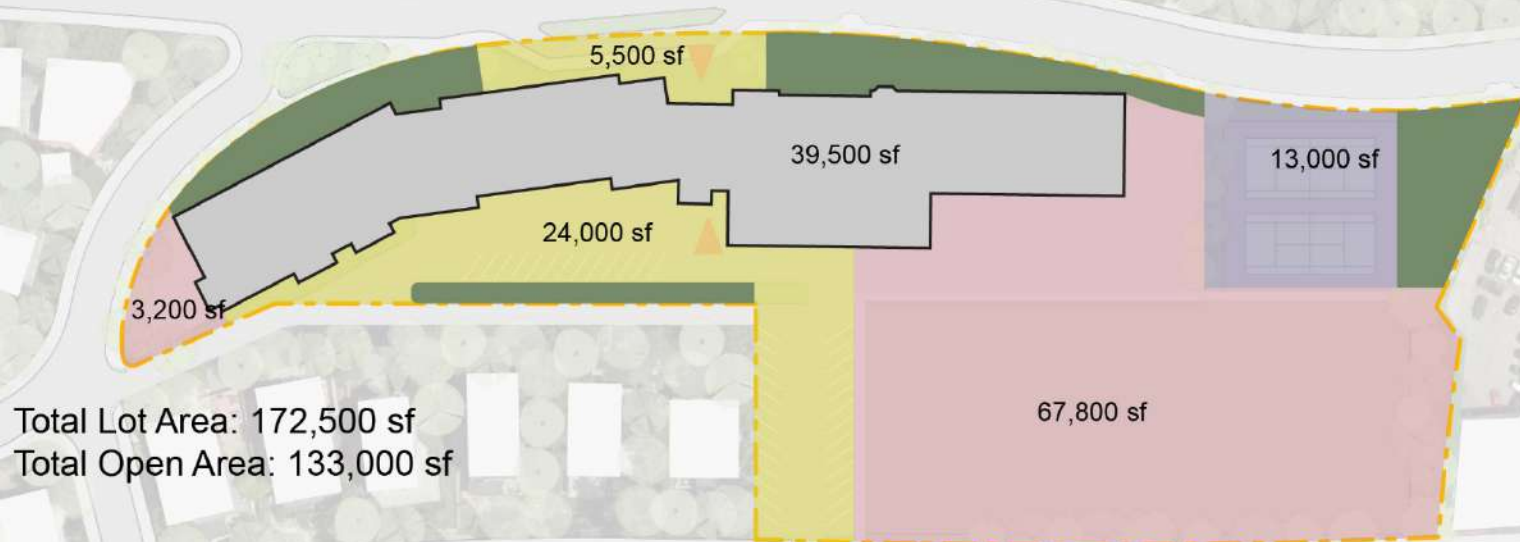 5,500 sf
39,500 sf
13,000 sf
24,000 sf
3,200 sf
67,800 sf
Total Lot Area: 172,500 sf
Total Open Area: 133,000 sf